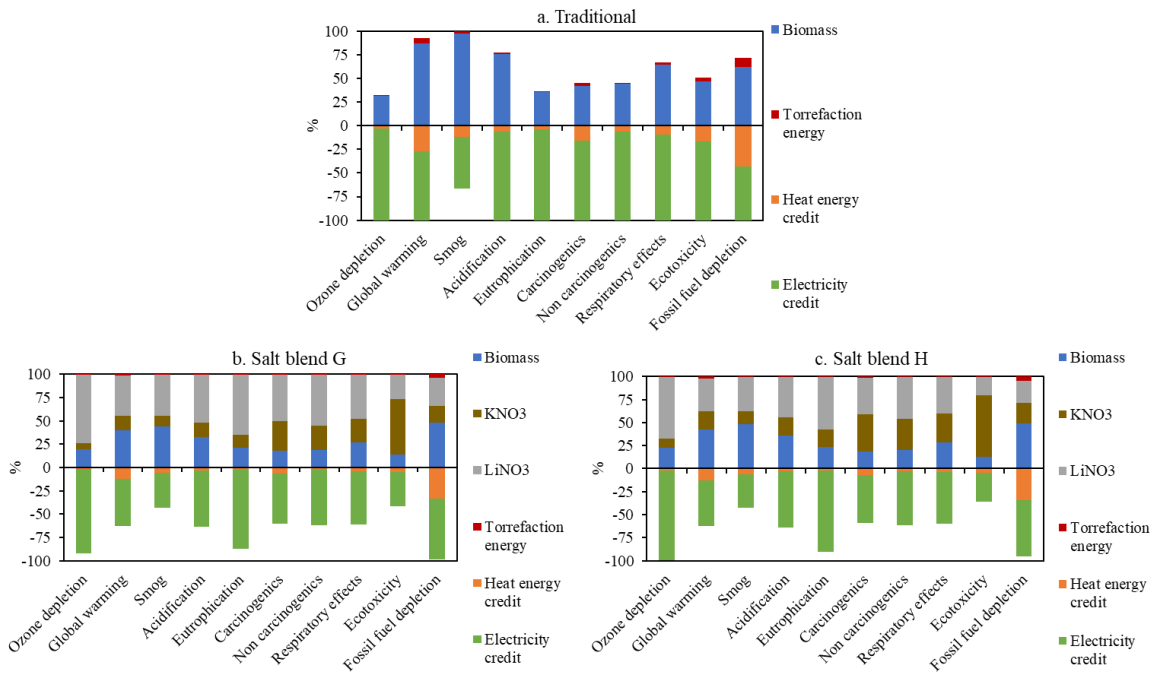 a. Traditional
100
75
50
25
0
-25
-50
-75
-100
%
Ozone depletion
Global warming
Smog
Acidification
Eutrophication
Carcinogenics
Non carcinogenics
Respiratory effects
Ecotoxicity
Fossil fuel depletion
Biomass
Torrefaction
energy
Heat energy
credit
Electricity
credit
b. Salt blend G
100
75
50
25
0
-25
-50
-75
-100
%
Ozone depletion
Global warming
Smog
Acidification
Eutrophication
Carcinogenics
Non carcinogenics
Respiratory effects
Ecotoxicity
Fossil fuel depletion
Biomass
KNO3
LiNO3
Torrefaction
energy
Heat energy
credit
Electricity
credit
c. Salt blend H
100
75
50
25
0
-25
-50
-75
-100
%
Ozone depletion
Global warming
Smog
Acidification
Eutrophication
Carcinogenics
Non carcinogenics
Respiratory effects
Ecotoxicity
Fossil fuel depletion
Biomass
KNO3
LiNO3
Torrefaction
energy
Heat energy
credit
Electricity
credit